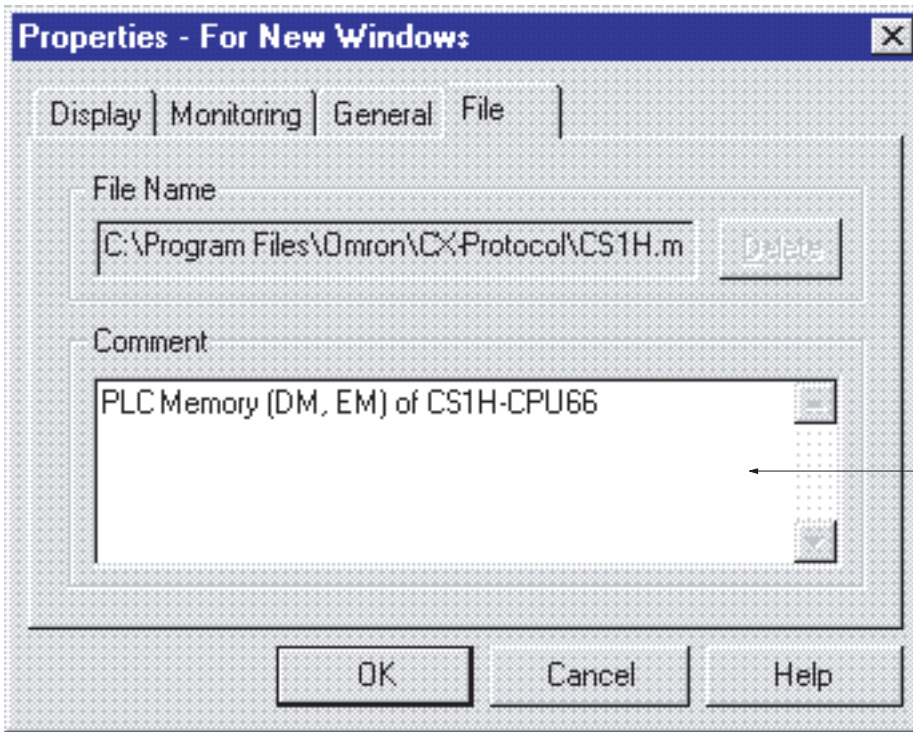 Properties - For New Windows
Display Monitoring General File
File Name
C:\Program Files\Omron\CX-Protocol\CS1H.m
Delete
Comment
PLC Memory (DM, EM) of CS1H-CPU66
OK Cancel Help